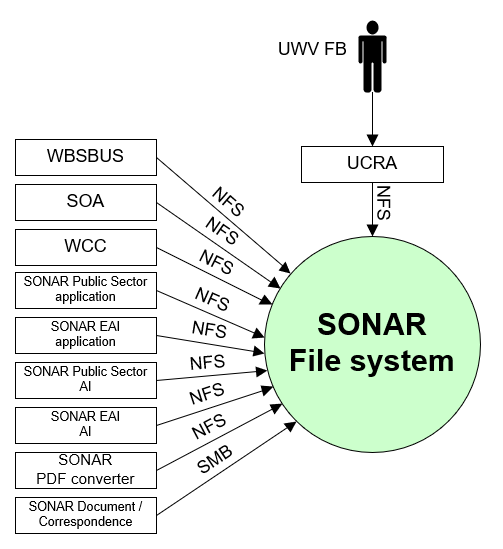 UWV FB
UCRA
NFS
WBSBUS
NFS
SOA
NFS
WCC
NFS
SONAR Public Sector
application
NFS
SONAR EAI
application
NFS
SONAR Public Sector
AI
NFS
SONAR EAI
AI
NFS
SONAR
PDF converter
NFS
SONAR Document /
Correspondence
SMB
SONAR
File system